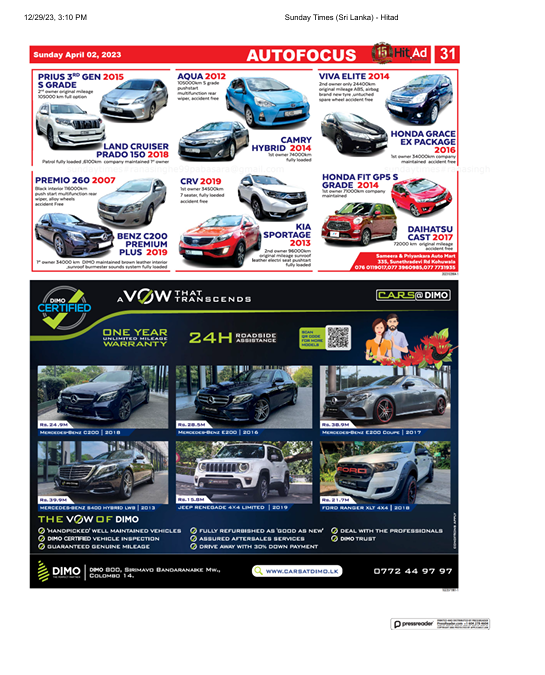 12/29/23, 3:10 PM
Sunday Times (Sri Lanka) - Hitad
Sunday April 02, 2023
AUTOFOCUS
15
Hit Ad
31
PRIUS 3RD GEN 2015
S GRADE
2nd owner original mileage
105000 km full option
LAND CRUISER
PRADO 150 2018
Petrol fully loaded ,6100km company maintained 1st owner
AQUA 2012
105000km S grade
pushstart
multifunction rear
wiper, accident free
CAMRY
HYBRID 2014
1st owner 74000km
fully loaded
VIVA ELITE 2014
2nd owner only 24400km
original mileage ABS, airbag
brand new tyre ,untuched
spare wheel accident free
HONDA GRACE
EX PACKAGE
2016
1st owner 34000km company
maintained accident free
PREMIO 260 2007
Black interior 116000km
push start multifunction rear
wiper, alloy wheels
accident Free
BENZ C200
PREMIUM
PLUS 2019
1st owner 34000 km DIMO maintained brown leather interior
,sunroof burmester sounds system fully loaded
CRV 2019
1st owner 34500km
7 seater, fully loaded
accident free
KIA
SPORTAGE
2013
2nd owner 96000km
original mileage sunroof
leather electri seat pushstart
fully loaded
HONDA FIT GP5 S
GRADE 2014
1st owner 71000km company
maintained
DAIHATSU
CAST 2017
72000 km original mileage
accident free
Sameera & Priyankara Auto Mart
335, Sunethradevi Rd Kohuwala
076 0119017,077 3960985,077 7731935
DIMO
CERTIFIED
A VOW THAT
TRANSCENDS
CARS@DIMO
ONE YEAR
UNLIMITED MILEAGE
WARRANTY
24H ROADSIDE
ASSISTANCE
SCAN
QR CODE
FOR MORE
MODELS
Rs.24.9M
Mercedes-Benz C200 | 2018
Rs.28.5M
Mercedes-Benz E200 | 2016
Rs.38.9M
Mercedes-Benz E200 Coupe | 2017
Rs.39.9M
Mercedes-Benz S400 Hybrid LWB | 2013
Rs.15.8M
Jeep Renegade 4x4 Limited | 2019
FORD
Rs.21.7M
Ford Ranger XLT 4x4 | 2018
THE VOW OF DIMO
'HANDPICKED' WELL MAINTAINED VEHICLES
DIMO CERTIFIED VEHICLE INSPECTION
GUARANTEED GENUINE MILEAGE
FULLY REFURBISHED AS 'GOOD AS NEW'
ASSURED AFTERSALES SERVICES
DRIVE AWAY WITH 30% DOWN PAYMENT
DEAL WITH THE PROFESSIONALS
DIMO TRUST
DIMO
DIMO 800, Sirimavo Bandaranaike Mw.,
Colombo 14.
WWW.CARSATDIMO.LK
0772 44 97 97
pressreader